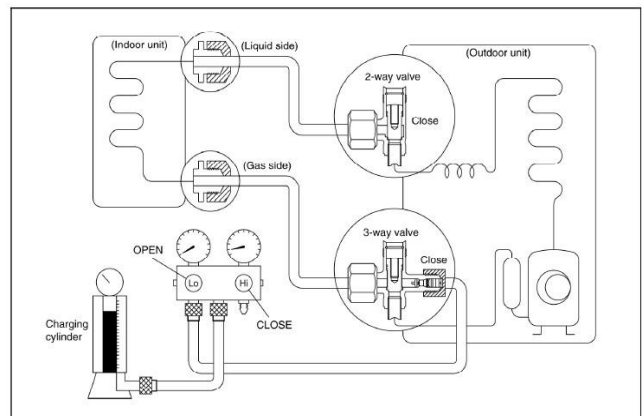 (Indoor unit)
(Liquid side)
(Outdoor unit)
2-way valve
Close
(Gas side)
3-way valve
Close
OPEN
Lo
Hi
CLOSE
Charging
cylinder